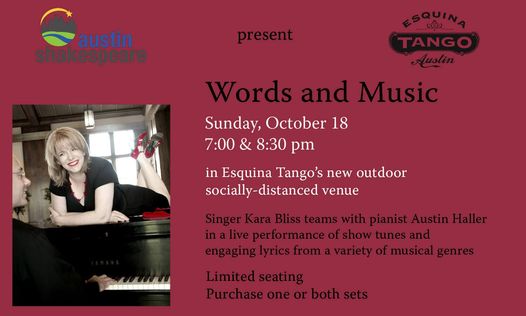 austin
shakespeare
present
ESQUINA
TANGO
Austin
Words and Music
Sunday, October 18
7:00 & 8:30 pm
in Esquina Tango's new outdoor
socially-distanced venue
Singer Kara Bliss teams with pianist Austin Haller
in a live performance of show tunes and
engaging lyrics from a variety of musical genres
Limited seating
Purchase one or both sets